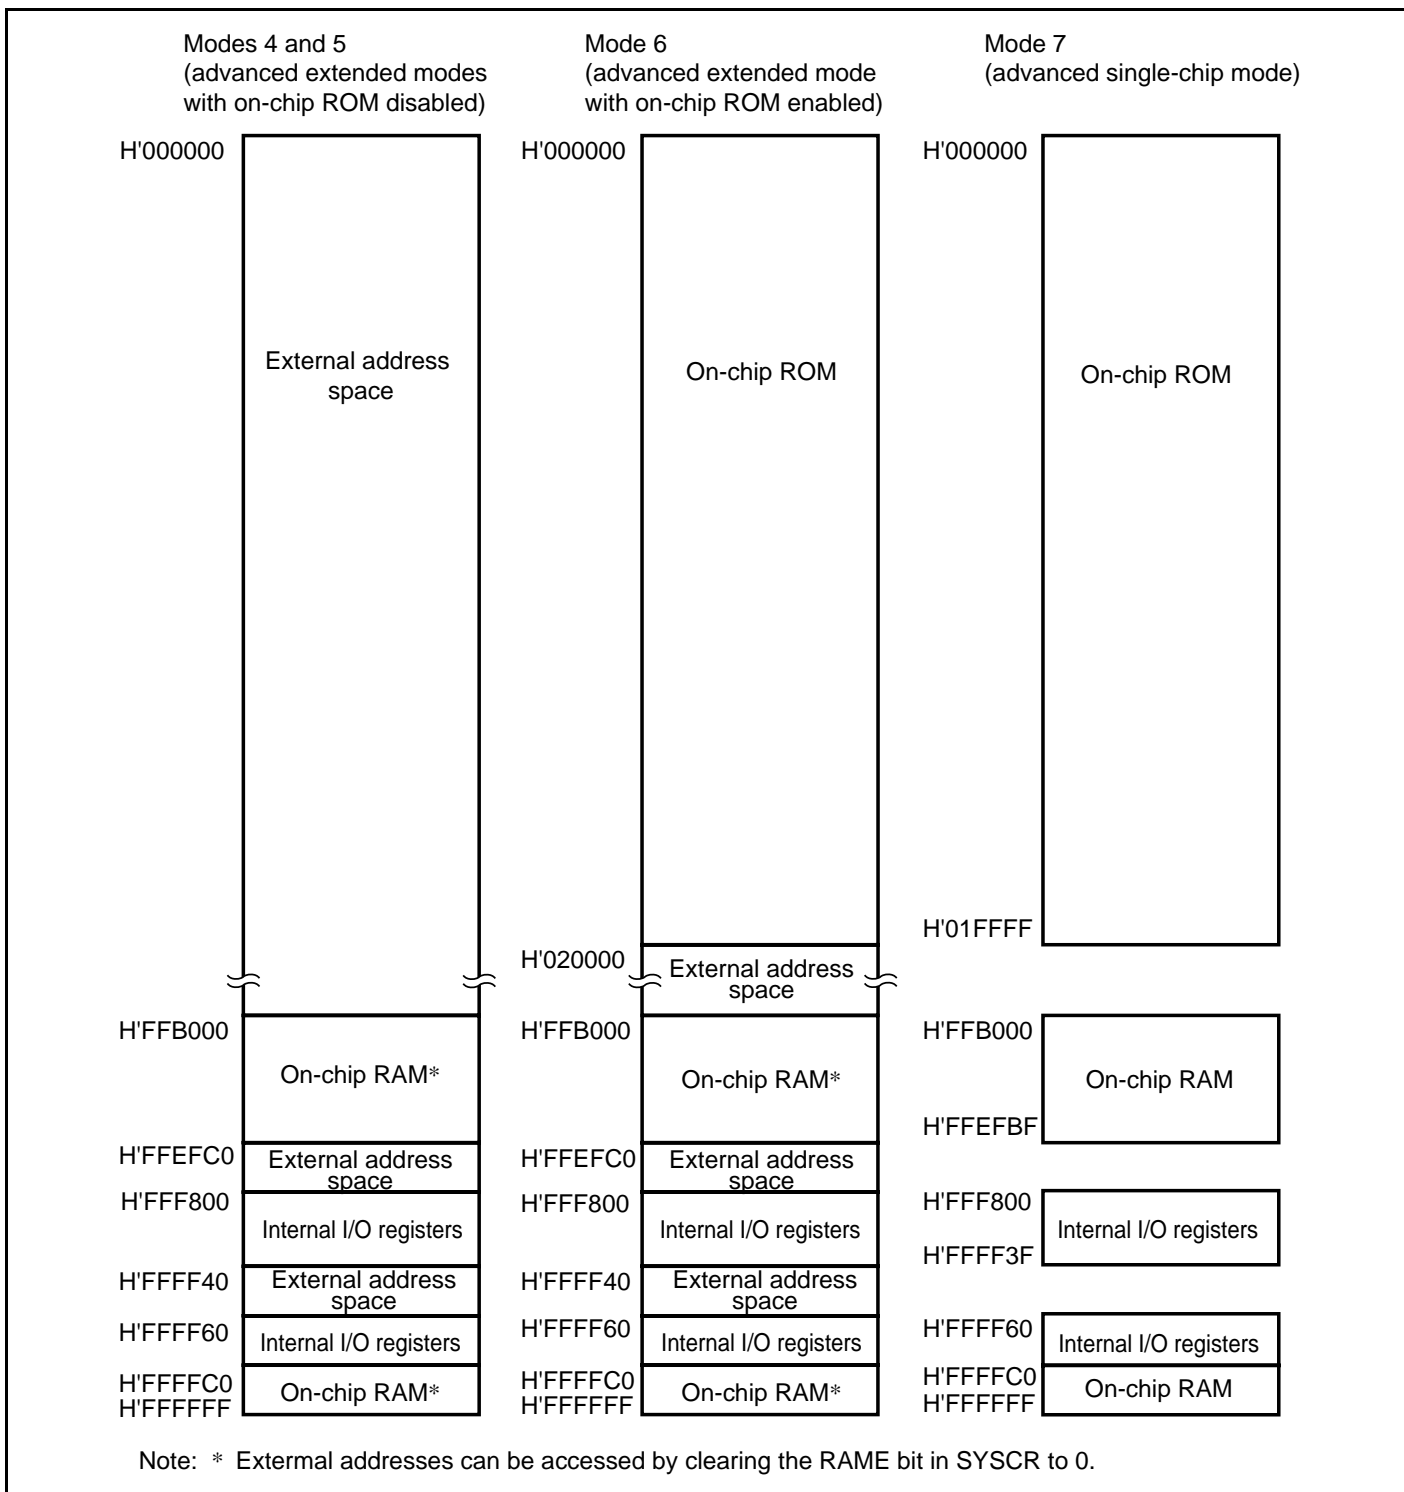 Modes 4 and 5
(advanced extended modes
with on-chip ROM disabled)
H'000000
External address
space
H'FFB000
On-chip RAM*
H'FFEFC0
External address
space
H'FFF800
Internal I/O registers
H'FFFF40
External address
space
H'FFFF60
Internal I/O registers
H'FFFFC0
On-chip RAM*
H'FFFFFF
Mode 6
(advanced extended mode
with on-chip ROM enabled)
H'000000
On-chip ROM
H'020000
External address
space
H'FFB000
On-chip RAM*
H'FFEFC0
External address
space
H'FFF800
Internal I/O registers
H'FFFF40
External address
space
H'FFFF60
Internal I/O registers
H'FFFFC0
On-chip RAM*
H'FFFFFF
Mode 7
(advanced single-chip mode)
H'000000
On-chip ROM
H'01FFFF
H'FFB000
On-chip RAM
H'FFEFBF
H'FFF800
Internal I/O registers
H'FFFF3F
H'FFFF60
Internal I/O registers
H'FFFFC0
On-chip RAM
H'FFFFFF
Note: * Extermal addresses can be accessed by clearing the RAME bit in SYSCR to 0.